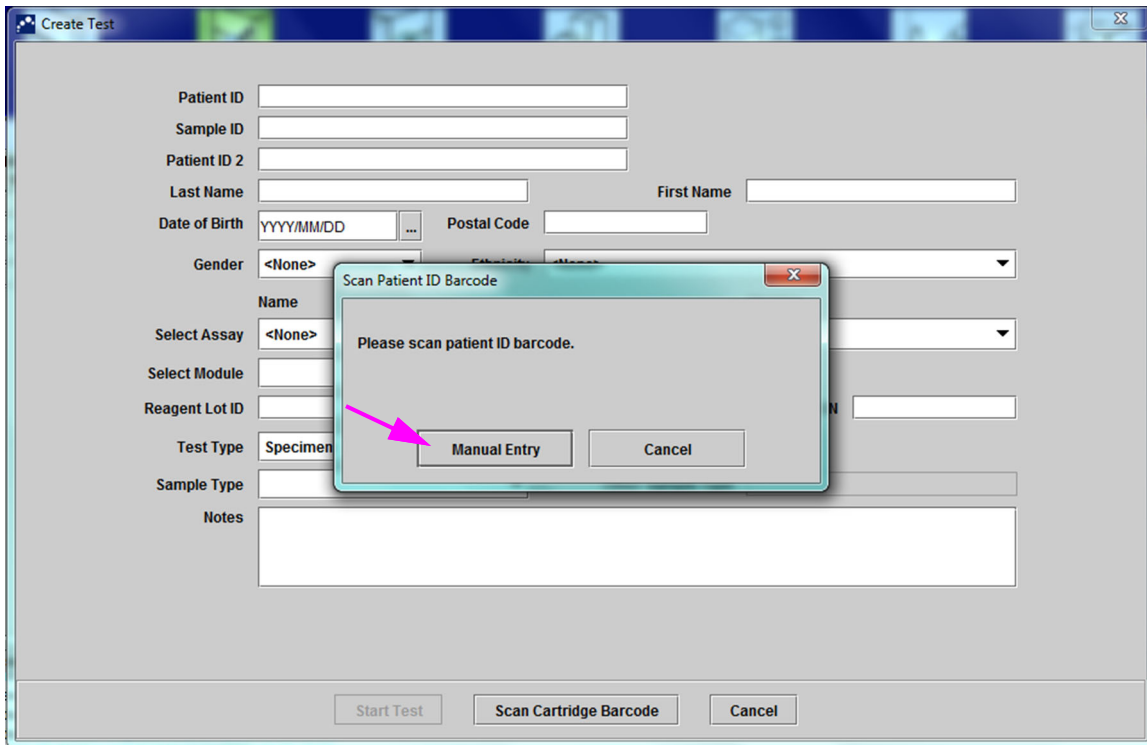 Create Test
Patient ID
Sample ID
Patient ID 2
Last Name First Name
Date of Birth YYYY/MM/DD ... Postal Code
Gender <None>
Scan Patient ID Barcode
Name
Select Assay <None>
Please scan patient ID barcode.
Select Module
Reagent Lot ID
Test Type Specimen
Manual Entry Cancel
Sample Type
Notes
Start Test Scan Cartridge Barcode Cancel